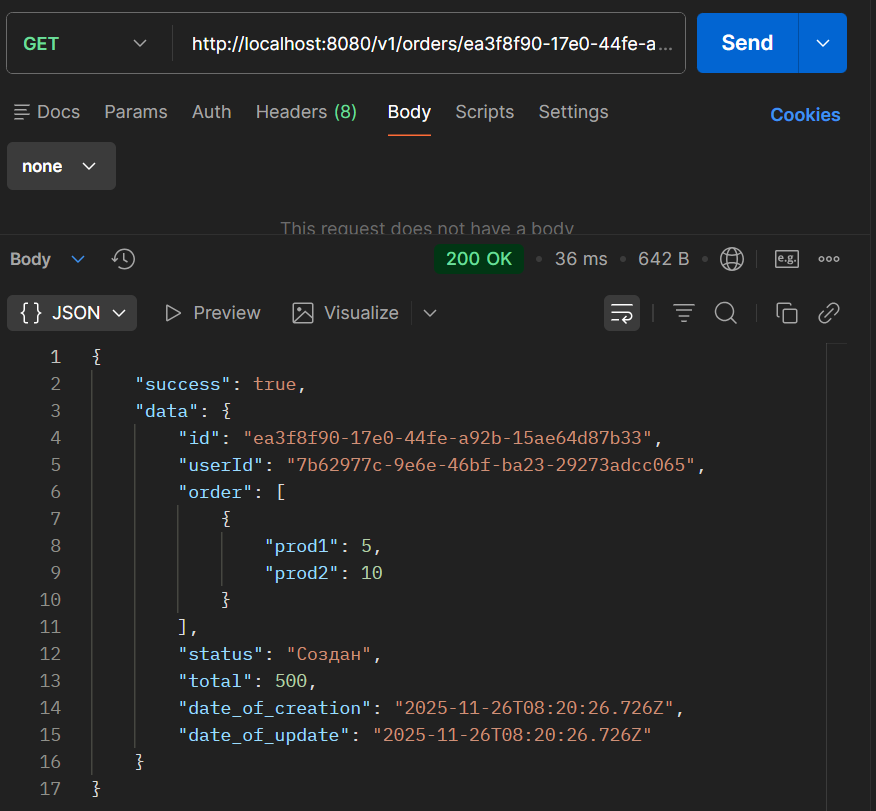 GET http://localhost:8080/v1/orders/ea3f8f90-17e0-44fe-a... Send
Docs Params Auth Headers (8) Body Scripts Settings Cookies
none
This request does not have a body
Body 200 OK 36 ms 642 B e.g.
{} JSON Preview Visualize
1 {
2 "success": true,
3 "data": {
4 "id": "ea3f8f90-17e0-44fe-a92b-15ae64d87b33",
5 "userId": "7b62977c-9e6e-46bf-ba23-29273adcc065",
6 "order": [
7 {
8 "prod1": 5,
9 "prod2": 10
10 }
11 ],
12 "status": "Создан",
13 "total": 500,
14 "date_of_creation": "2025-11-26T08:20:26.726Z",
15 "date_of_update": "2025-11-26T08:20:26.726Z"
16 }
17 }